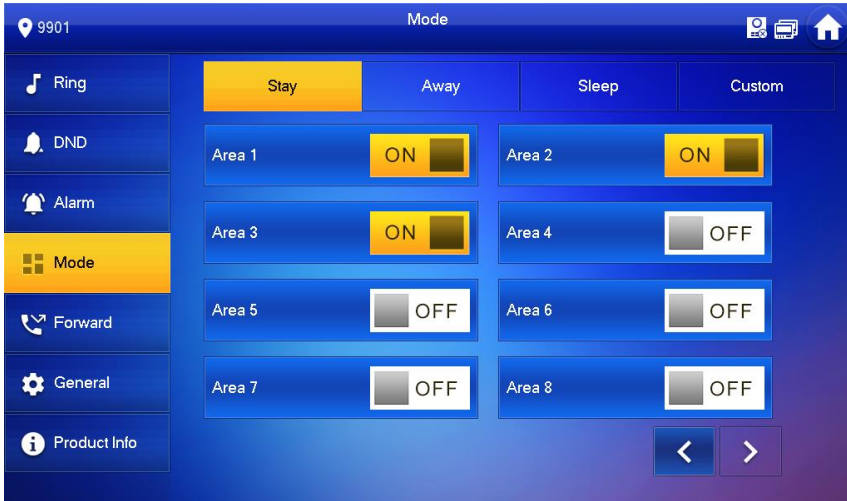 9901
Mode
Ring
DND
Alarm
Mode
Forward
General
Product Info
Stay Away Sleep Custom
Area 1 ON Area 2 ON
Area 3 ON Area 4 OFF
Area 5 OFF Area 6 OFF
Area 7 OFF Area 8 OFF